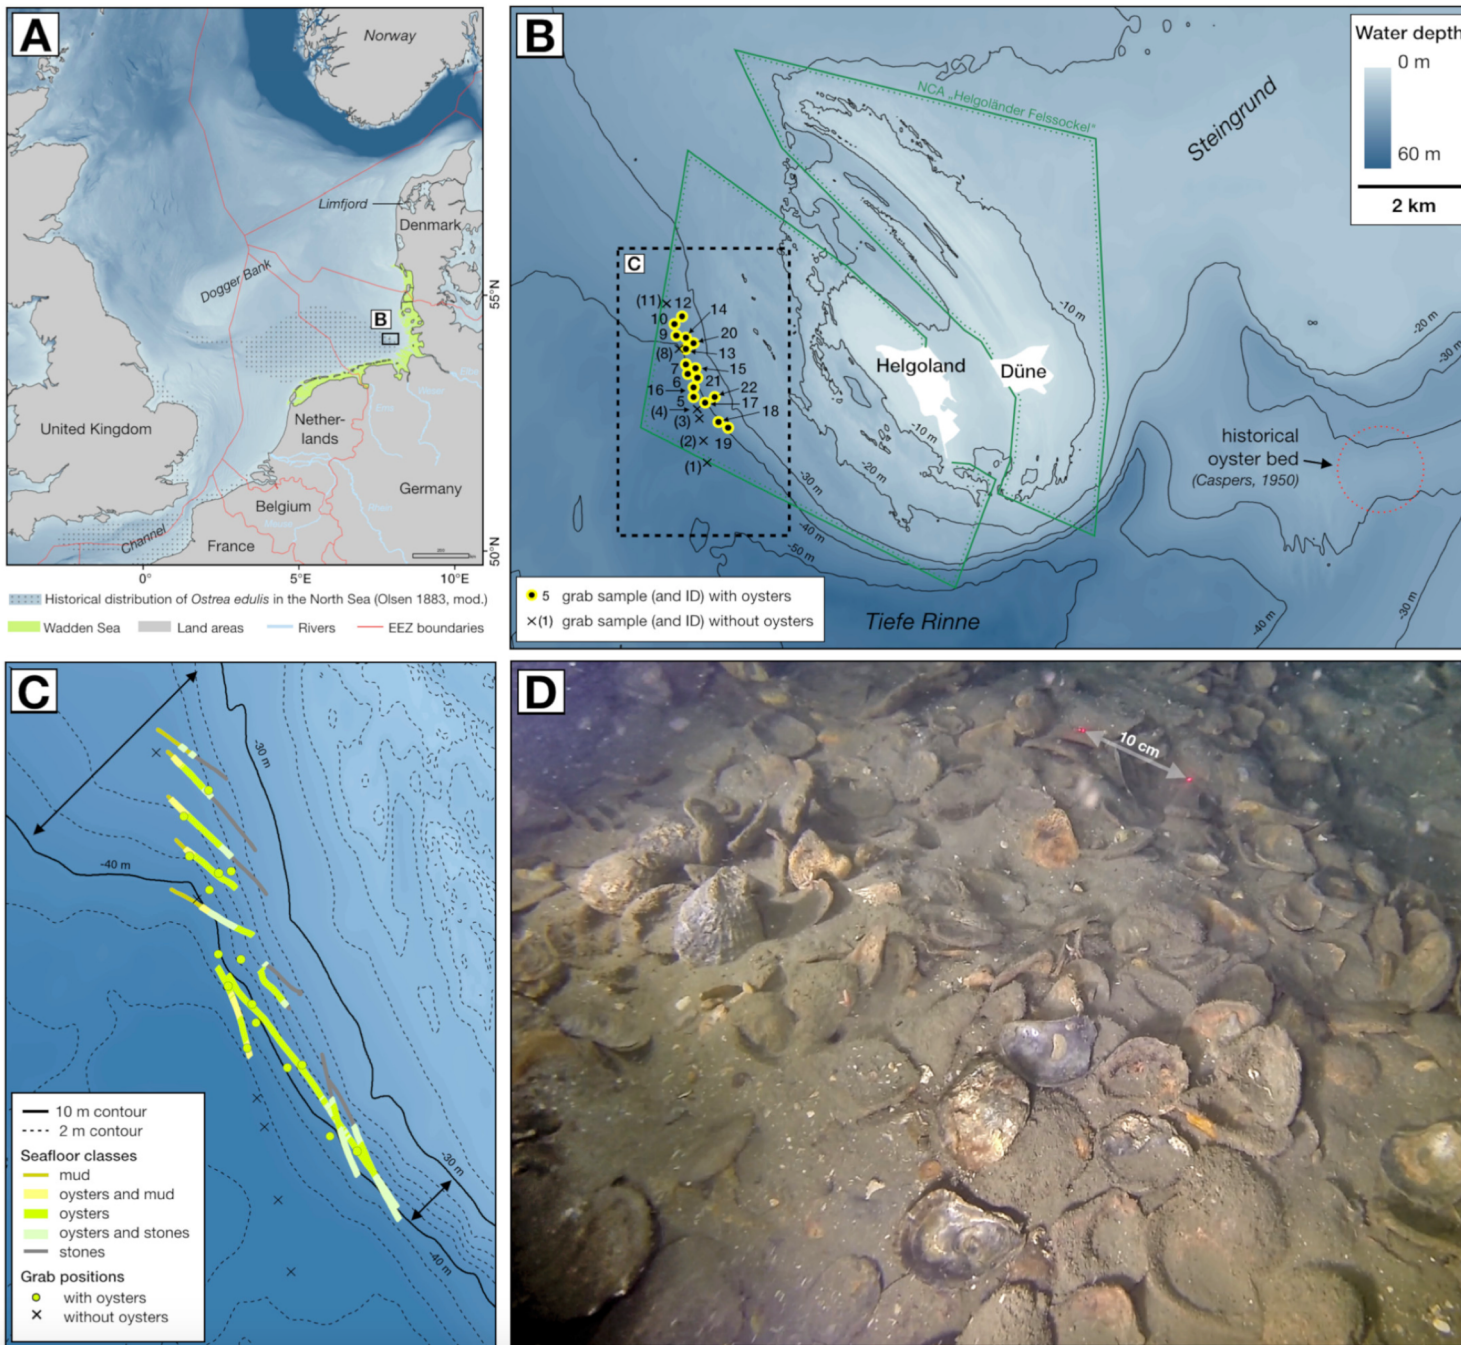 A
Norway
Limfjord
Denmark
Dogger Bank
55°N
B
United Kingdom
Nether-
lands
Ems
Weser
Elbe
Germany
Belgium
Meuse
Rhein
Channel
France
50°N
0°
5°E
10°E
Historical distribution of Ostrea edulis in the North Sea (Olsen 1883, mod.)
Wadden Sea
Land areas
Rivers
EEZ boundaries
B
Water depth
0 m
60 m
2 km
NCA „Helgoländer Felssockel“
Steingrund
C
(11)
12
10
14
9
20
(8)
13
7
15
6
21
16
22
5
17
(4)
18
(3)
(2)
19
(1)
-10 m
-20 m
-30 m
Helgoland
Düne
-10 m
-20 m
-30 m
-40 m
-50 m
historical
oyster bed
(Caspers, 1950)
-40 m
-30 m
Tiefe Rinne
5 grab sample (and ID) with oysters
×(1) grab sample (and ID) without oysters
C
-30 m
-40 m
-30 m
-40 m
10 m contour
2 m contour
Seafloor classes
mud
oysters and mud
oysters
oysters and stones
stones
Grab positions
with oysters
without oysters
D
10 cm